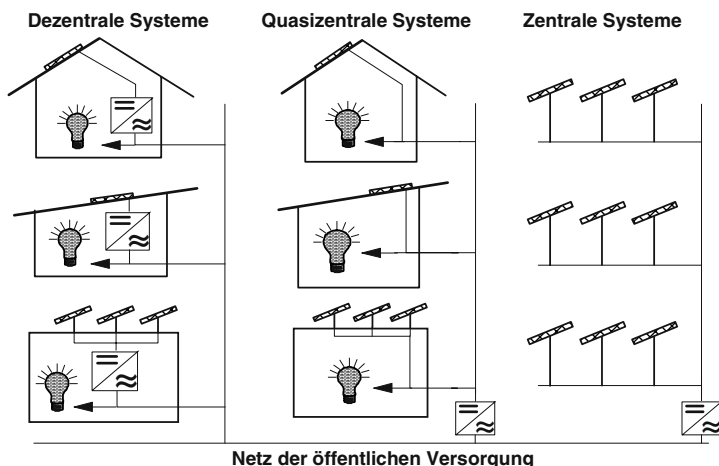 Dezentrale Systeme
Quasizentrale Systeme
Zentrale Systeme
Netz der öffentlichen Versorgung